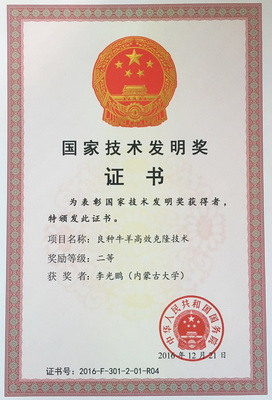 国家技术发明奖
证书
为表彰国家技术发明奖获得者，
特颁发此证书。
项目名称：良种牛羊高效克隆技术
奖励等级：二等
获奖者：李光鹏（内蒙古大学）
中华人民共和国国务院
2016年12月21日
证书号：2016-F-301-2-01-R04